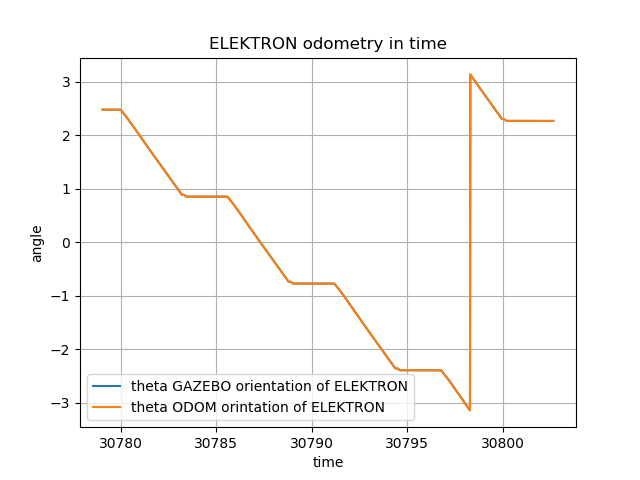 ELEKTRON odometry in time
angle
3
2
1
0
−1
−2
−3
theta GAZEBO orientation of ELEKTRON
theta ODOM orintation of ELEKTRON
30780 30785 30790 30795 30800
time